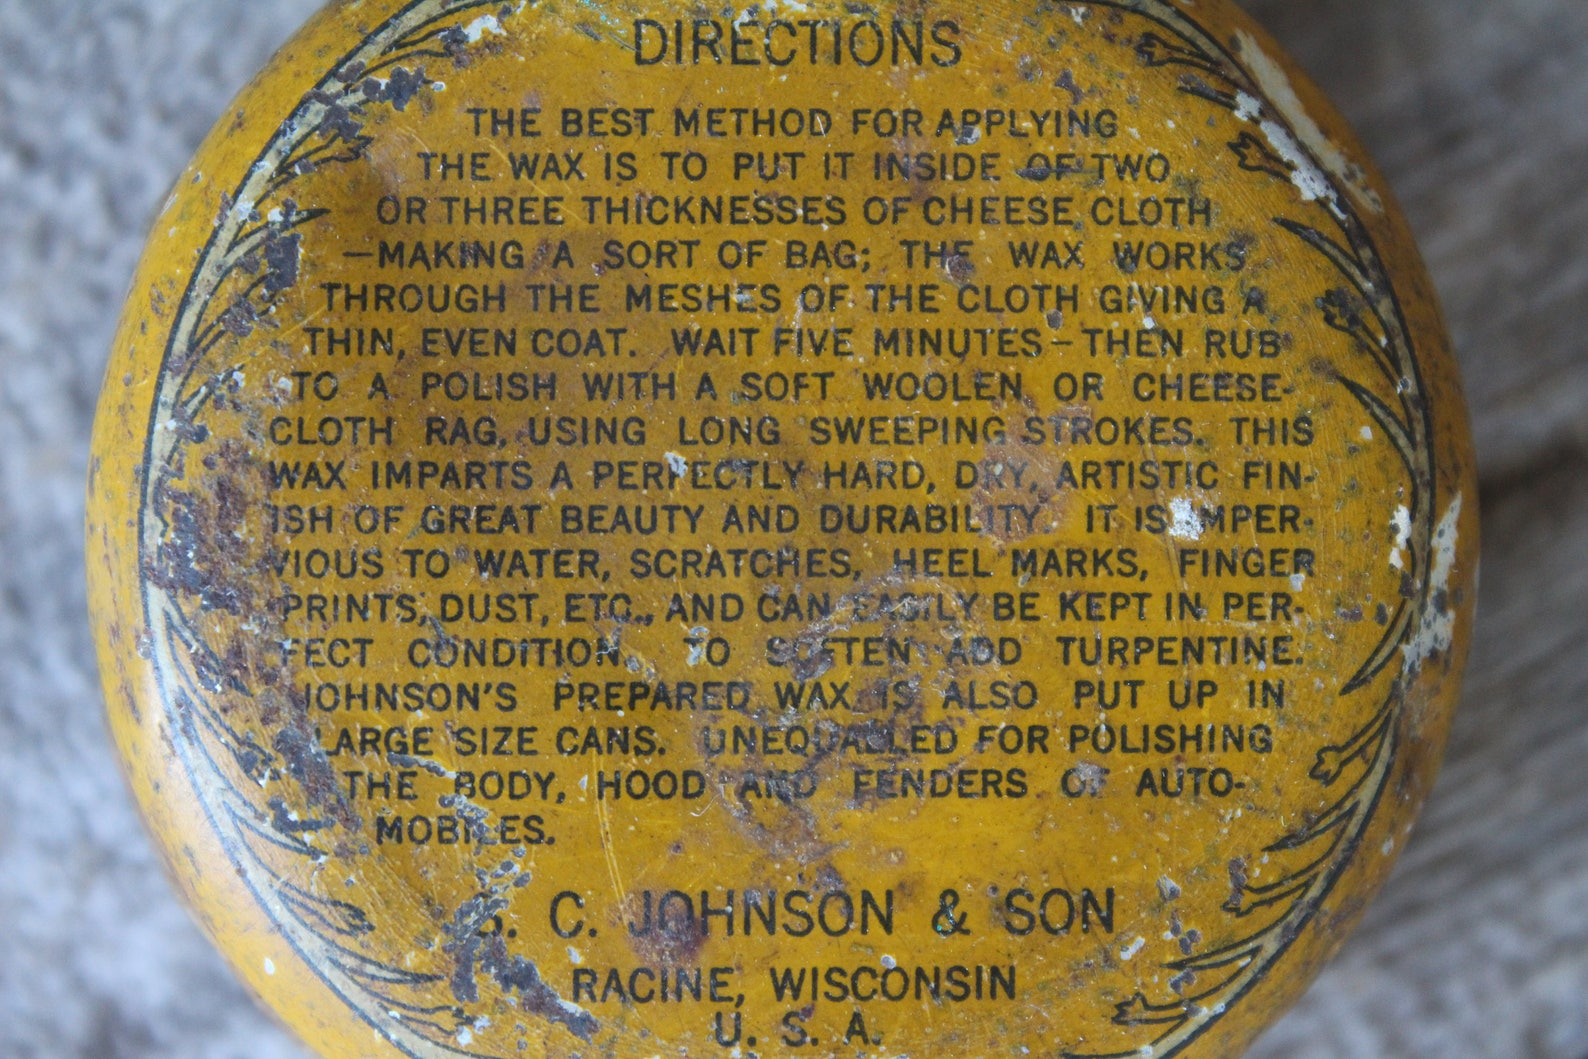 DIRECTIONS
THE BEST METHOD FOR APPLYING
THE WAX IS TO PUT IT INSIDE OF TWO
OR THREE THICKNESSES OF CHEESE CLOTH
—MAKING A SORT OF BAG; THE WAX WORKS
THROUGH THE MESHES OF THE CLOTH GIVING A
THIN, EVEN COAT. WAIT FIVE MINUTES – THEN RUB
TO A POLISH WITH A SOFT WOOLEN OR CHEESE-
CLOTH RAG, USING LONG SWEEPING STROKES. THIS
WAX IMPARTS A PERFECTLY HARD, DRY, ARTISTIC FIN-
ISH OF GREAT BEAUTY AND DURABILITY. IT IS IMPER-
VIOUS TO WATER, SCRATCHES, HEEL MARKS, FINGER
PRINTS, DUST, ETC., AND CAN EASILY BE KEPT IN PER-
FECT CONDITION. TO SOFTEN ADD TURPENTINE.
JOHNSON'S PREPARED WAX IS ALSO PUT UP IN
LARGE SIZE CANS. UNEQUALLED FOR POLISHING
THE BODY, HOOD AND FENDERS OF AUTO-
MOBILES.
S. C. JOHNSON & SON
RACINE, WISCONSIN
U. S. A.